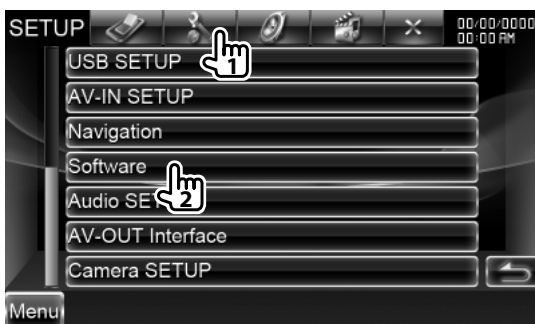 SETUP
00/00/0000
00:00 AM
USB SETUP
1
AV-IN SETUP
Navigation
Software
Audio SE
2
AV-OUT Interface
Camera SETUP
Menu